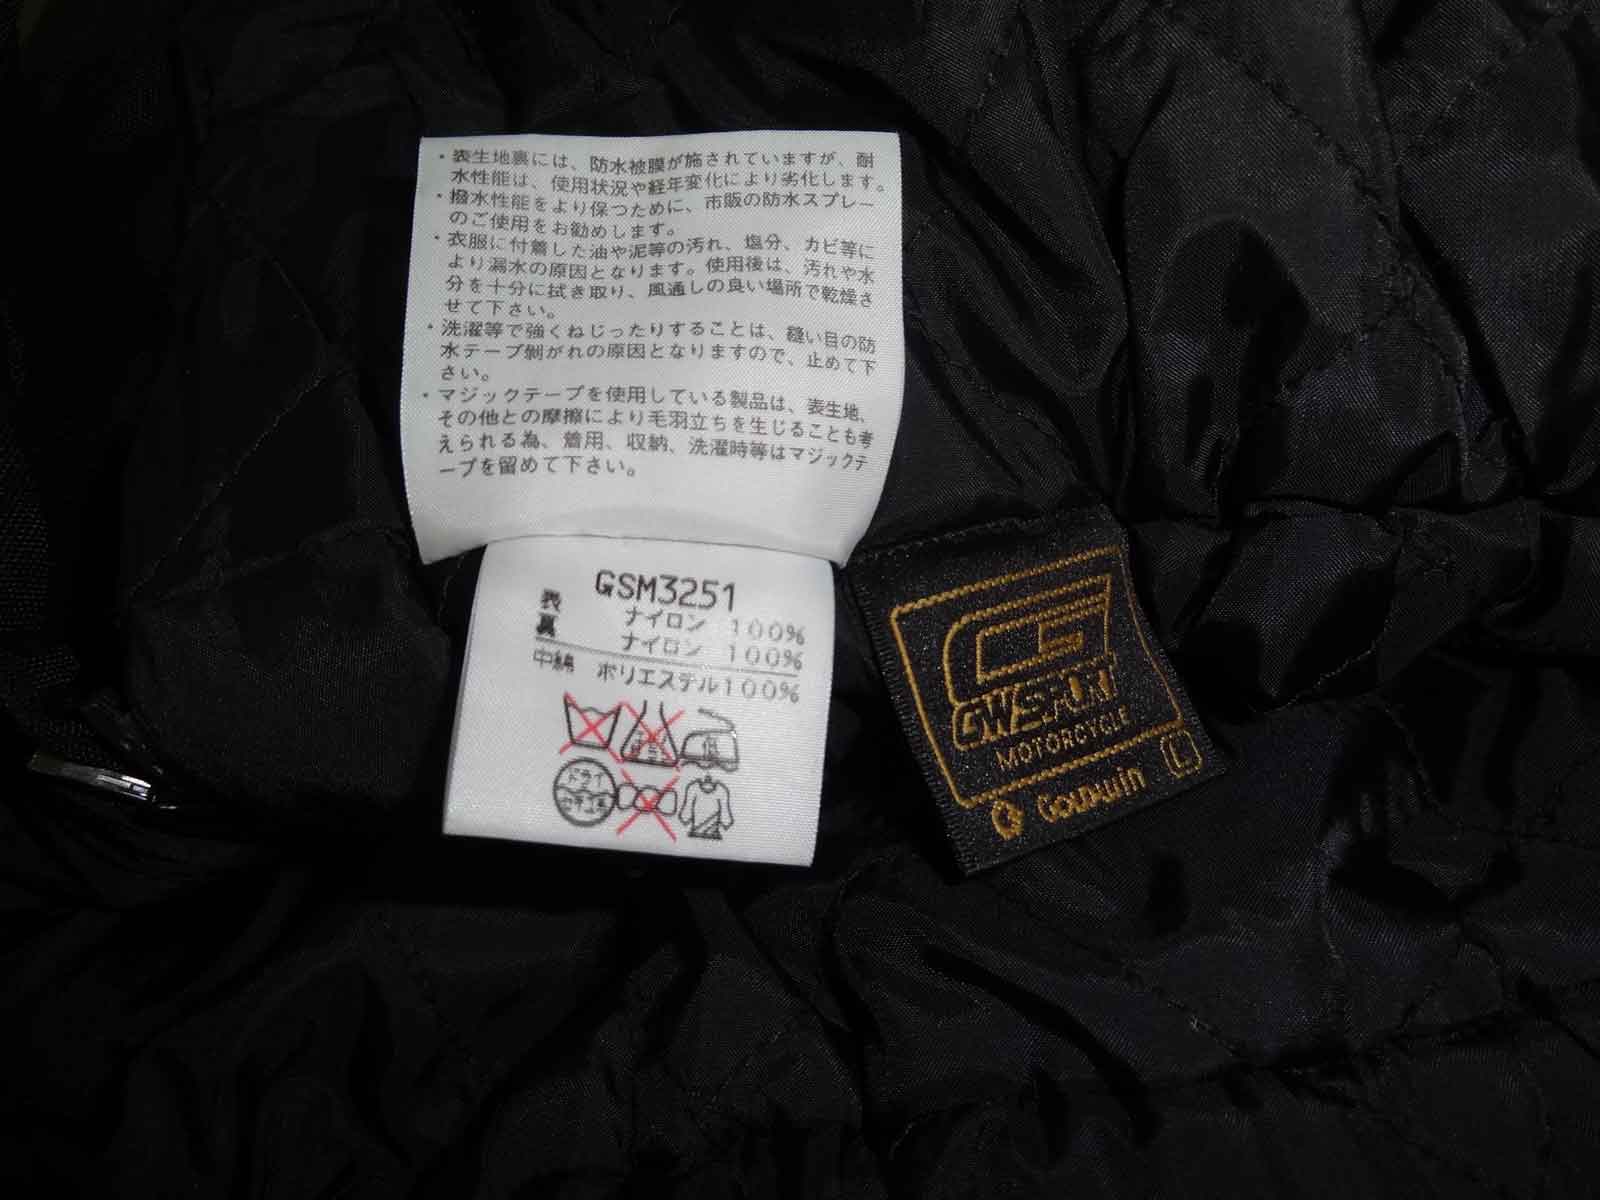 ・表生地裏には、防水被膜が施されていますが、耐
水性能は、使用状況や経年変化により劣化します。
・撥水性能をより保つために、市販の防水スプレー
のご使用をお勧めします。
・衣服に付着した油や泥等の汚れ、塩分、カビ等に
より漏水の原因となります。使用後は、汚れや水
分を十分に拭き取り、風通しの良い場所で乾燥さ
せて下さい。
・洗濯等で強くねじったりすることは、縫い目の防
水テープ剝がれの原因となりますので、止めて下
さい。
・マジックテープを使用している製品は、表生地、
その他との摩擦により毛羽立ちを生じることも考
えられる為、着用、収納、洗濯時等はマジックテ
ープを留めて下さい。
GSM3251
表 ナイロン 100%
裏 ナイロン 100%
中綿 ポリエステル100%
エンソ サラシ 低
ドライ
セキユ系
GWSPORT
MOTORCYCLE
GOLDWIN L